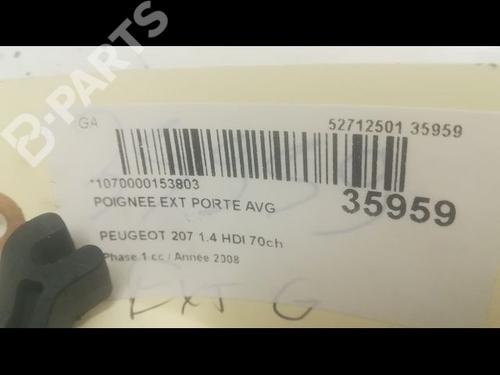 B-PARTS
GA
52712501 35959
*1070000153803
POIGNEE EXT PORTE AVG
35959
PEUGEOT 207 1.4 HDI 70ch
Phase 1 cc / Année 2008
EXT G